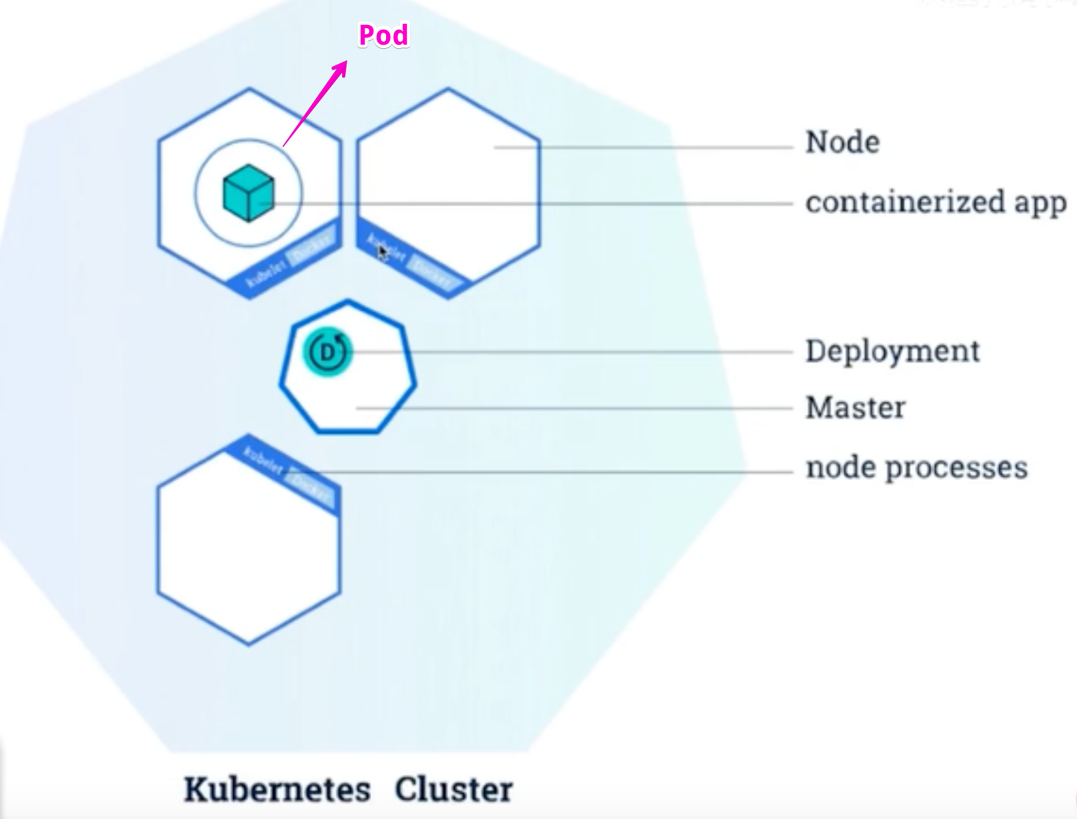 Pod
Node
containerized app
kubelet Docker
kubelet Docker
D
Deployment
Master
kubelet Docker
node processes
Kubernetes Cluster